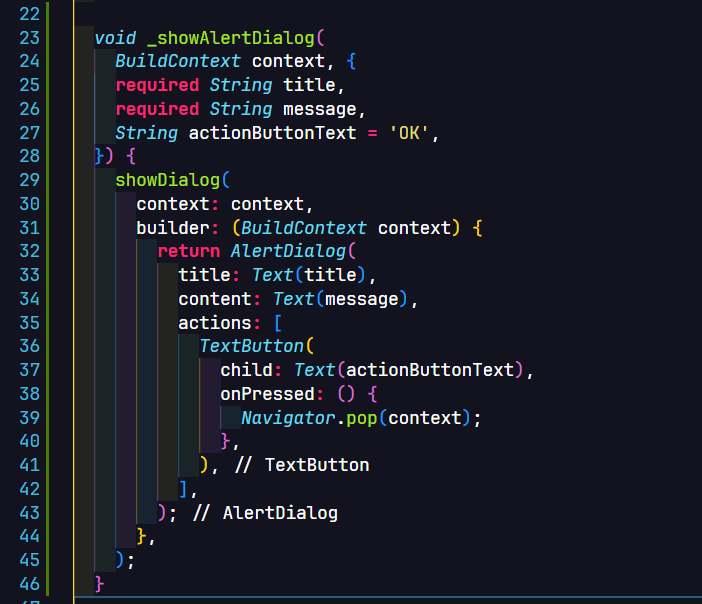 22
23 void _showAlertDialog(
24   BuildContext context, {
25   required String title,
26   required String message,
27   String actionButtonText = 'OK',
28 }) {
29   showDialog(
30     context: context,
31     builder: (BuildContext context) {
32       return AlertDialog(
33         title: Text(title),
34         content: Text(message),
35         actions: [
36           TextButton(
37             child: Text(actionButtonText),
38             onPressed: () {
39               Navigator.pop(context);
40             },
41           ), // TextButton
42         ],
43       ); // AlertDialog
44     },
45   );
46 }